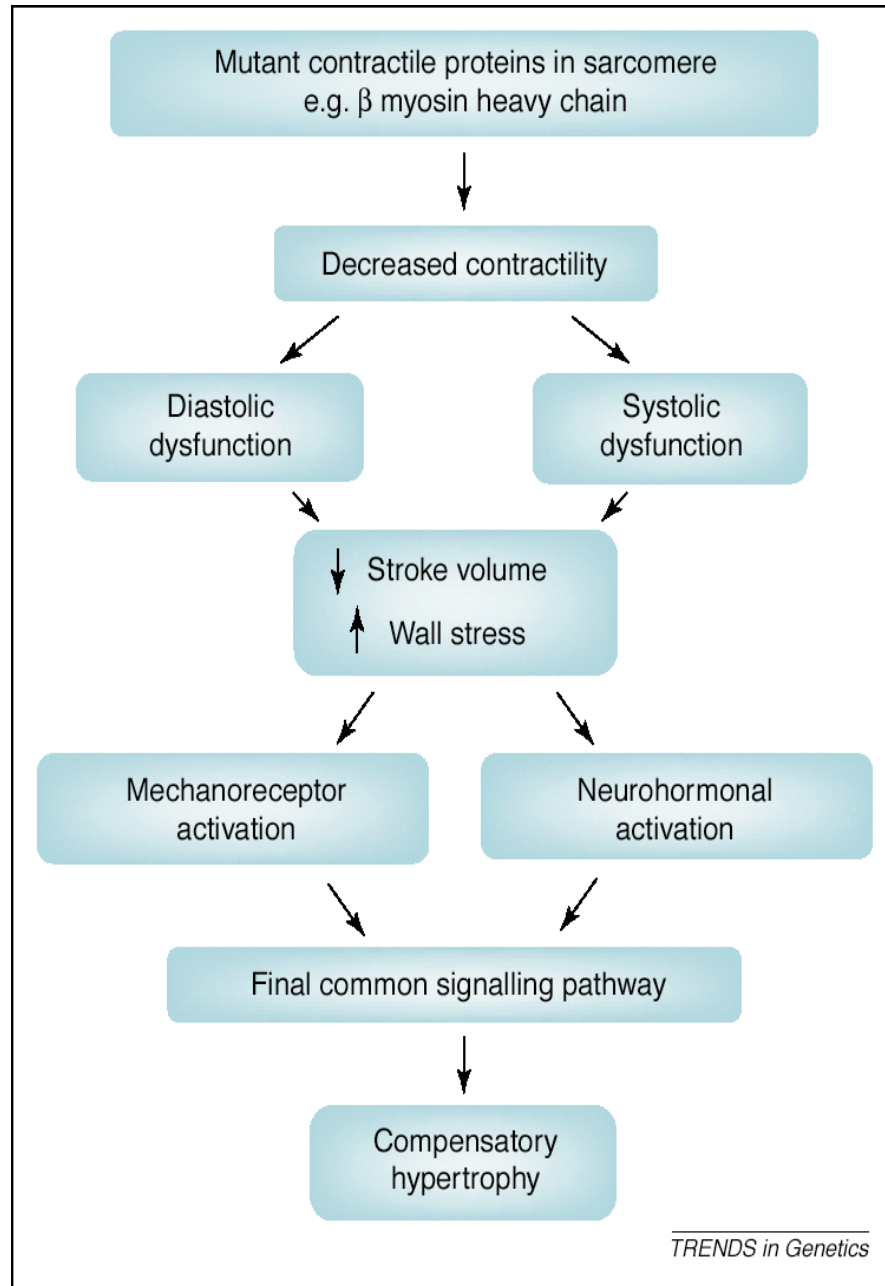 Mutant contractile proteins in sarcomere
e.g. β myosin heavy chain
Decreased contractility
Diastolic
dysfunction
Systolic
dysfunction
↓ Stroke volume
↑ Wall stress
Mechanoreceptor
activation
Neurohormonal
activation
Final common signalling pathway
Compensatory
hypertrophy
TRENDS in Genetics